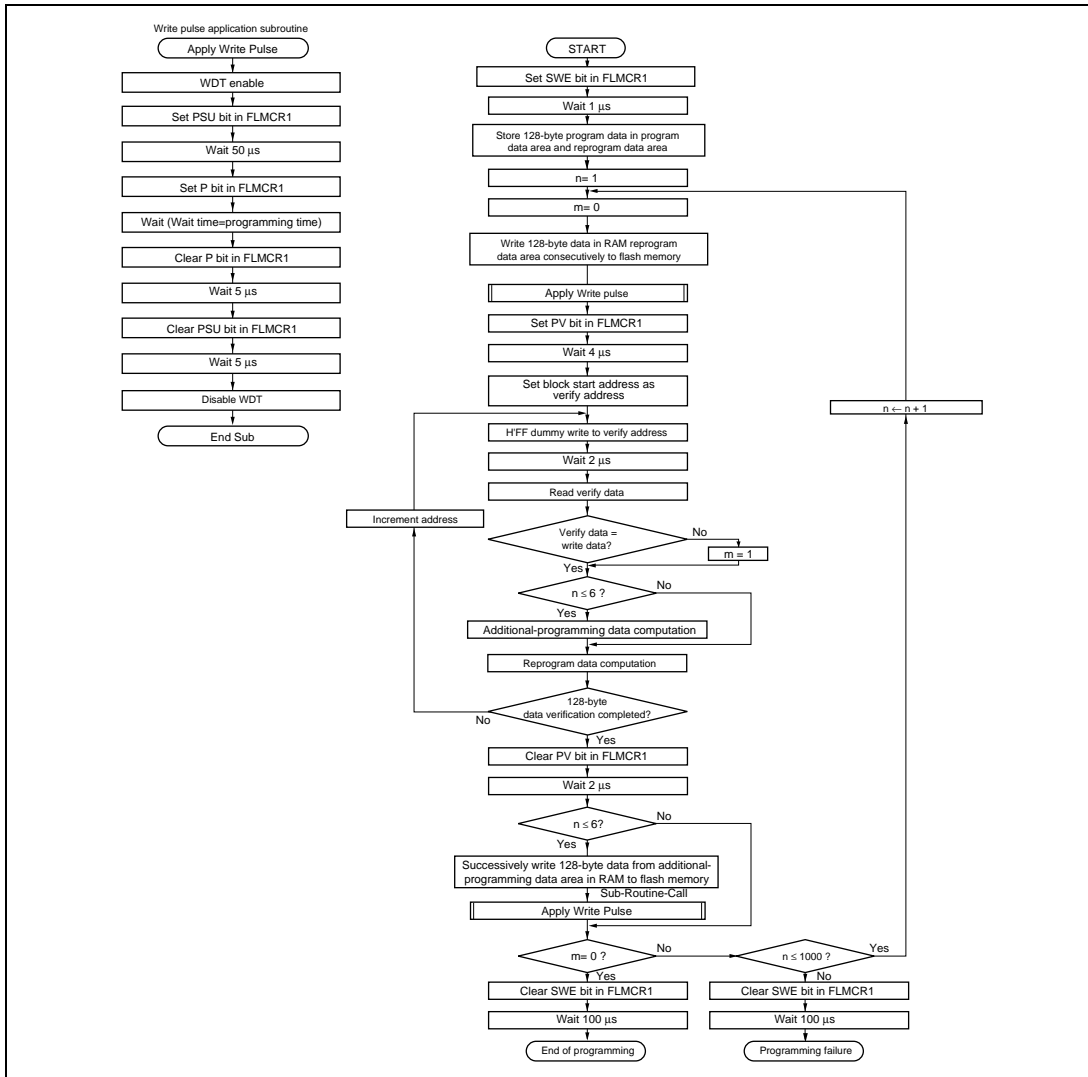 Write pulse application subroutine
Apply Write Pulse
WDT enable
Set PSU bit in FLMCR1
Wait 50 µs
Set P bit in FLMCR1
Wait (Wait time=programming time)
Clear P bit in FLMCR1
Wait 5 µs
Clear PSU bit in FLMCR1
Wait 5 µs
Disable WDT
End Sub
START
Set SWE bit in FLMCR1
Wait 1 µs
Store 128-byte program data in program
data area and reprogram data area
n= 1
m= 0
Write 128-byte data in RAM reprogram
data area consecutively to flash memory
Apply Write pulse
Set PV bit in FLMCR1
Wait 4 µs
Set block start address as
verify address
n ← n + 1
H'FF dummy write to verify address
Wait 2 µs
Read verify data
Increment address
Verify data =
write data?
No
m = 1
Yes
n ≤ 6 ?
No
Yes
Additional-programming data computation
Reprogram data computation
128-byte
data verification completed?
No
Yes
Clear PV bit in FLMCR1
Wait 2 µs
n ≤ 6?
No
Yes
Successively write 128-byte data from additional-
programming data area in RAM to flash memory
Sub-Routine-Call
Apply Write Pulse
m= 0 ?
No
n ≤ 1000 ?
Yes
Yes
No
Clear SWE bit in FLMCR1
Clear SWE bit in FLMCR1
Wait 100 µs
Wait 100 µs
End of programming
Programming failure